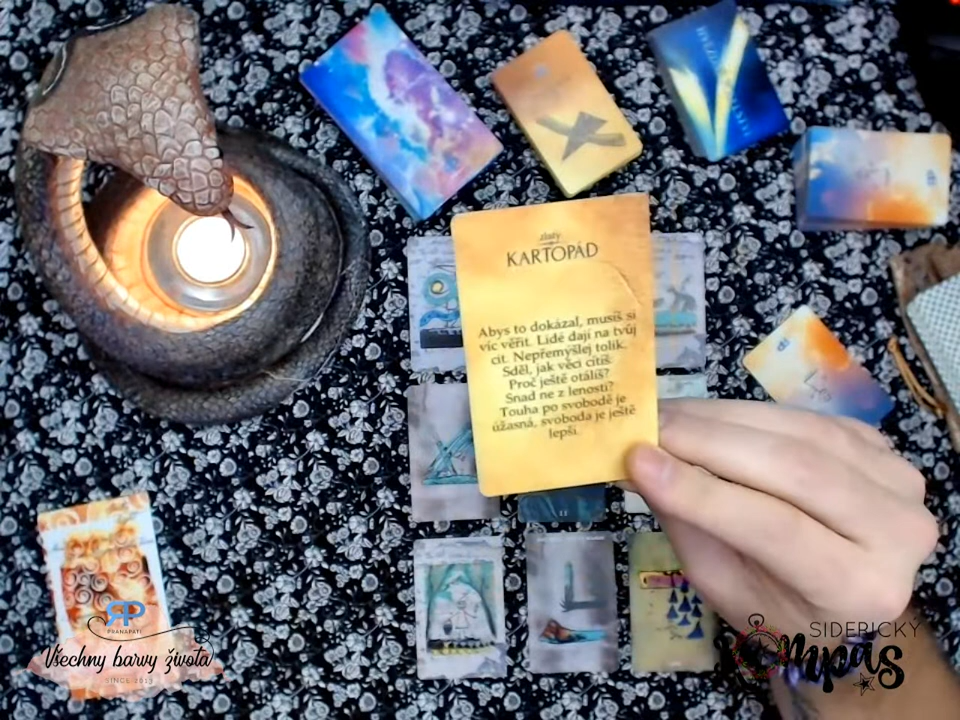 zlatý
KARTOPÁD
Abys to dokázal, musíš si
víc věřit. Lidé dají na tvůj
cit. Nepřemýšlej tolik.
Sděl, jak věci cítíš.
Proč ještě otálíš?
Snad ne z lenosti?
Touha po svobodě je
úžasná, svoboda je ještě
lepší.
11
RP
PRANAPATI
Všechny barvy života
SINCE 2013
SIDERICKÝ
kompas